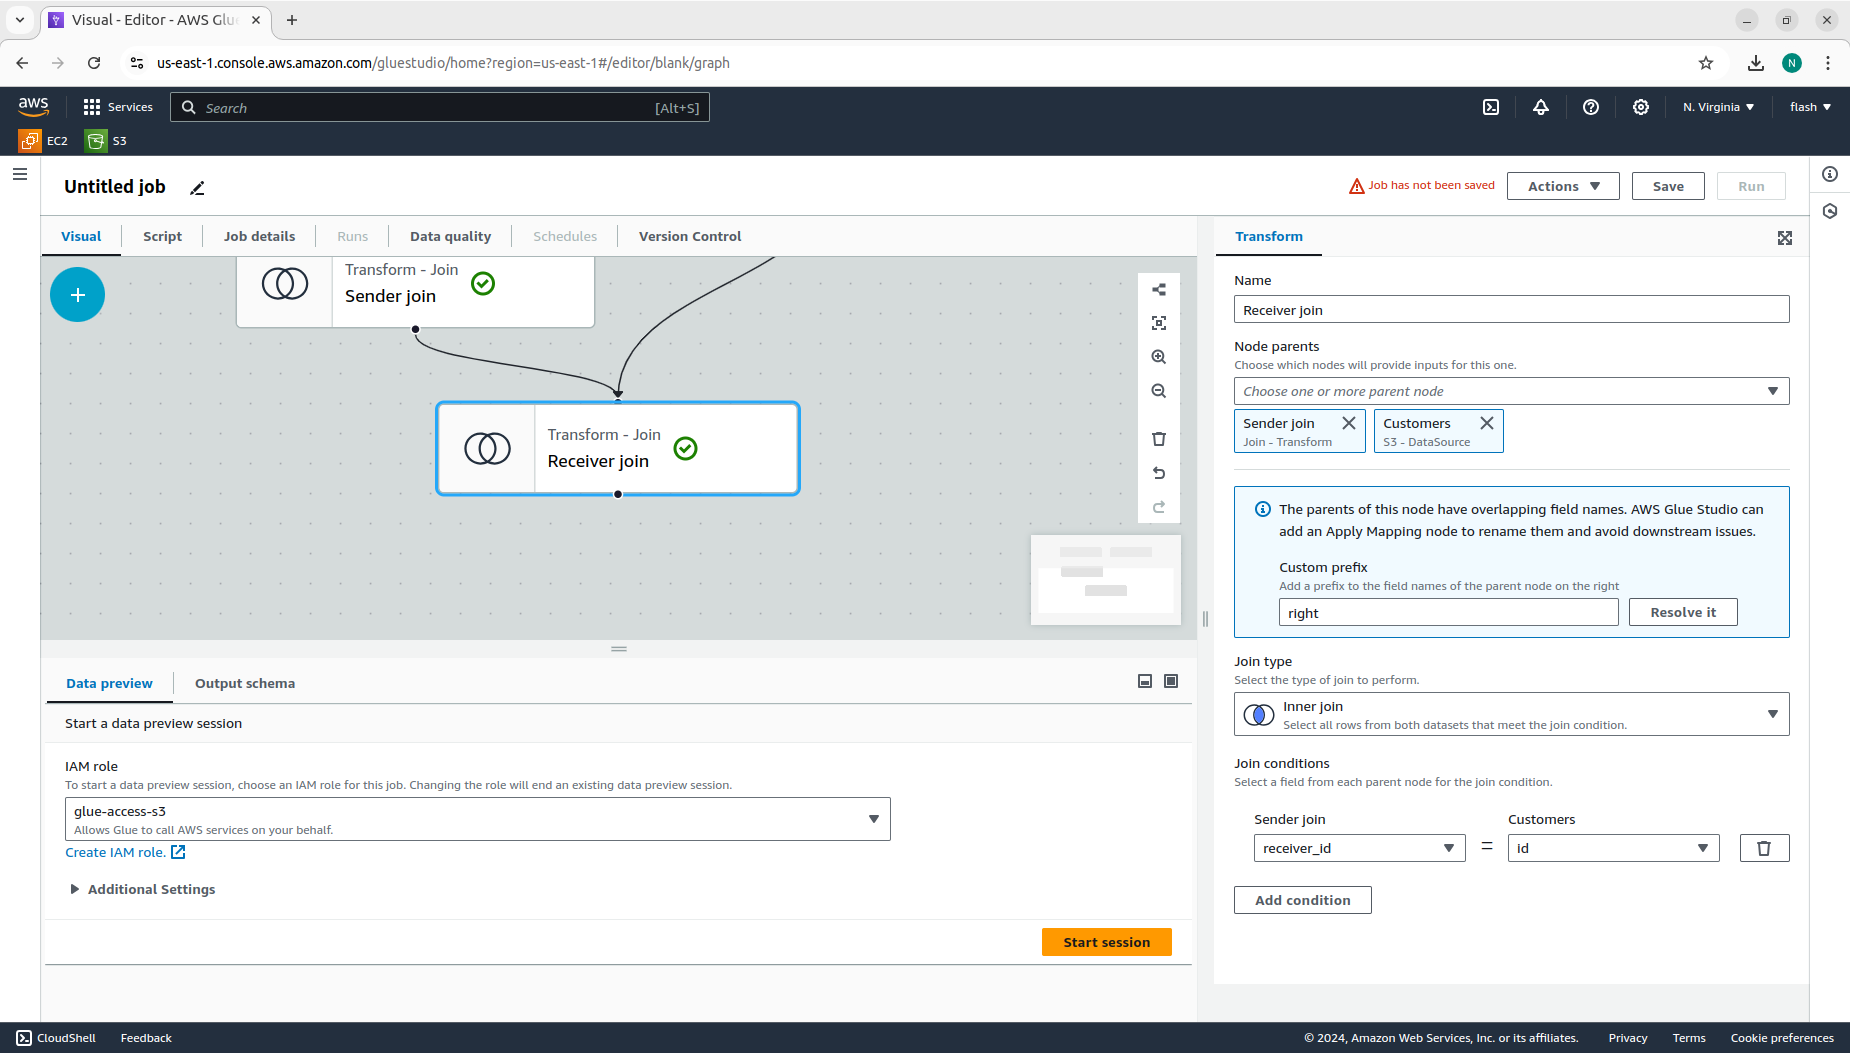 Visual - Editor - AWS Glue
us-east-1.console.aws.amazon.com/gluestudio/home?region=us-east-1#/editor/blank/graph
N
aws
Services
Search
[Alt+S]
N. Virginia
flash
EC2
S3
Untitled job
Job has not been saved
Actions
Save
Run
Visual
Script
Job details
Runs
Data quality
Schedules
Version Control
Transform - Join
Sender join
Transform - Join
Receiver join
Data preview
Output schema
Start a data preview session
IAM role
To start a data preview session, choose an IAM role for this job. Changing the role will end an existing data preview session.
glue-access-s3
Allows Glue to call AWS services on your behalf.
Create IAM role.
Additional Settings
Start session
Transform
Name
Receiver join
Node parents
Choose which nodes will provide inputs for this one.
Choose one or more parent node
Sender join
Join - Transform
Customers
S3 - DataSource
The parents of this node have overlapping field names. AWS Glue Studio can
add an Apply Mapping node to rename them and avoid downstream issues.
Custom prefix
Add a prefix to the field names of the parent node on the right
right
Resolve it
Join type
Select the type of join to perform.
Inner join
Select all rows from both datasets that meet the join condition.
Join conditions
Select a field from each parent node for the join condition.
Sender join
Customers
receiver_id
=
id
Add condition
CloudShell
Feedback
© 2024, Amazon Web Services, Inc. or its affiliates.
Privacy
Terms
Cookie preferences